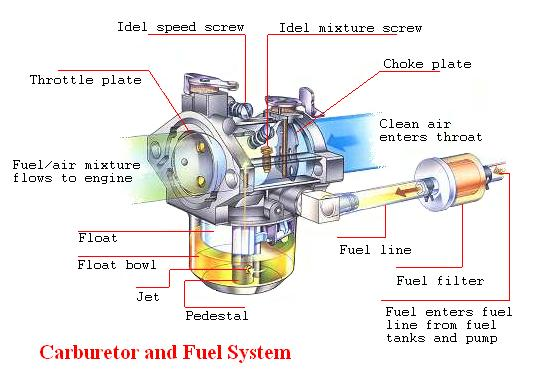 Idel speed screw
Idel mixture screw
Throttle plate
Choke plate
Clean air
enters throat
Fuel/air mixture
flows to engine
Float
Float bowl
Jet
Pedestal
Fuel line
Fuel filter
Fuel enters fuel
line from fuel
tanks and pump
Carburetor and Fuel System